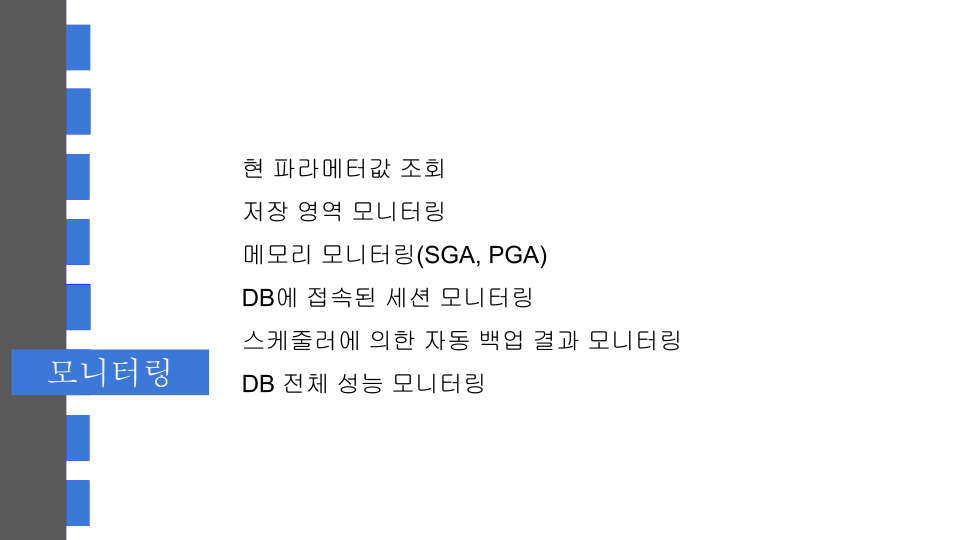 현 파라메터값 조회
저장 영역 모니터링
메모리 모니터링(SGA, PGA)
DB에 접속된 세션 모니터링
스케줄러에 의한 자동 백업 결과 모니터링
모니터링
DB 전체 성능 모니터링